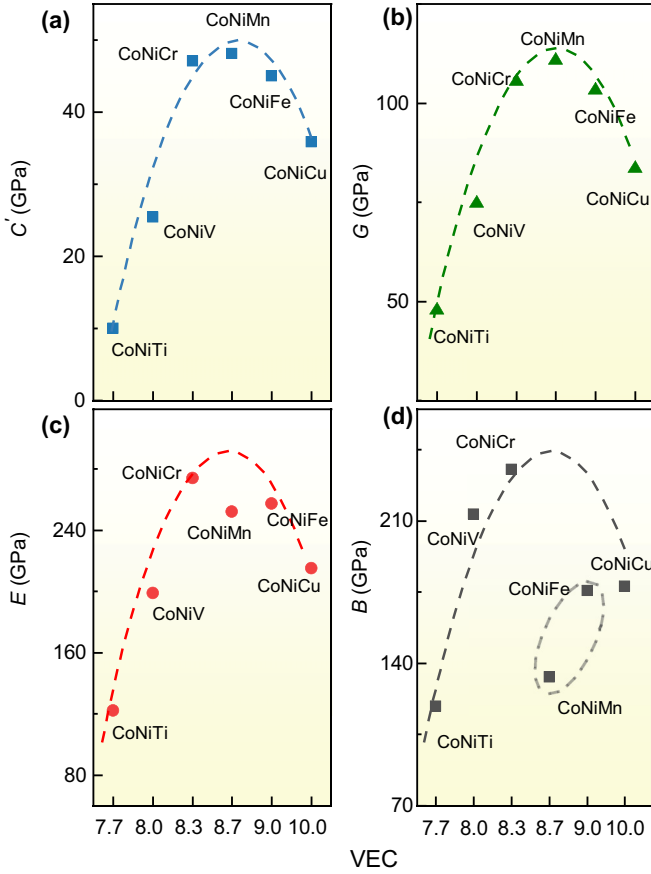 (a)
CoNiMn
CoNiCr
CoNiFe
CoNiCu
CoNiV
CoNiTi
40
20
0
C′ (GPa)
(b)
CoNiMn
CoNiCr
CoNiFe
CoNiCu
CoNiV
100
50
G (GPa)
CoNiTi
(c)
CoNiCr
CoNiFe
CoNiMn
CoNiCu
CoNiV
CoNiTi
240
160
80
E (GPa)
7.7 8.0 8.3 8.7 9.0 10.0
(d)
CoNiCr
CoNiV
CoNiCu
CoNiFe
CoNiMn
CoNiTi
210
140
70
B (GPa)
7.7 8.0 8.3 8.7 9.0 10.0
VEC